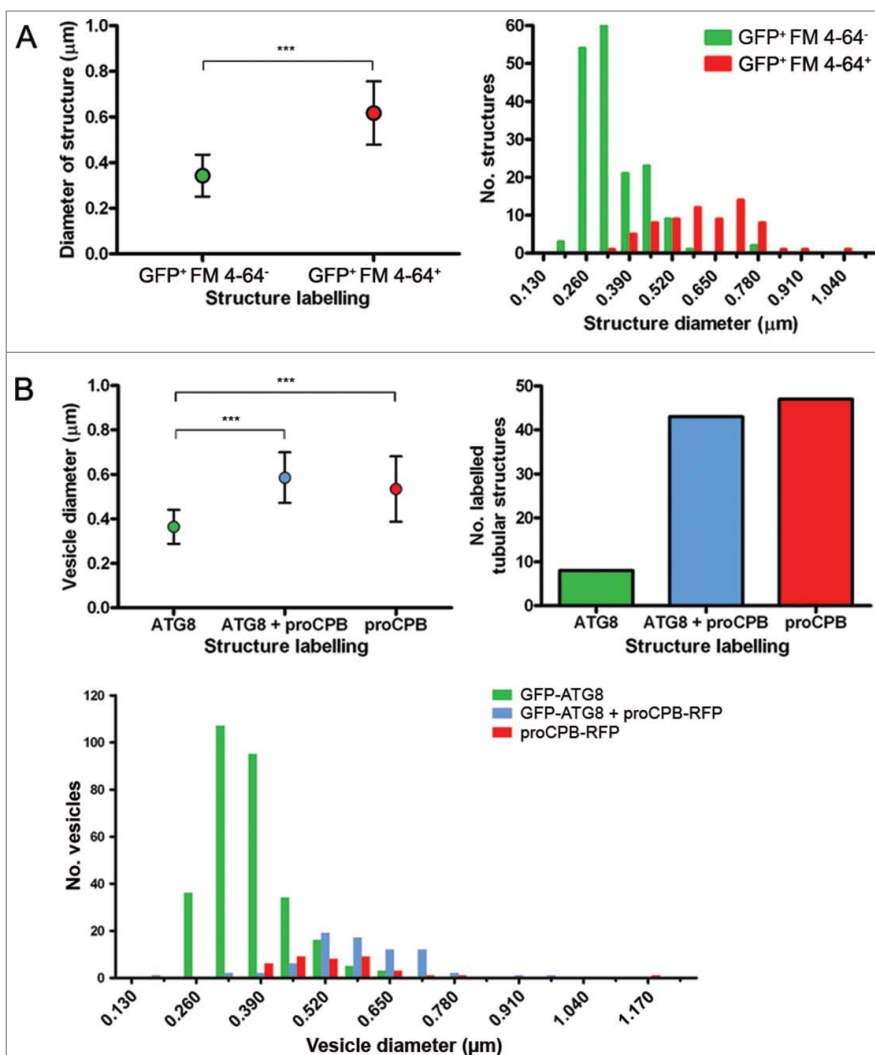 A
Diameter of structure (μm)
1.0
0.8
0.6
0.4
0.2
0.0
***
GFP⁺ FM 4-64⁻
GFP⁺ FM 4-64⁺
Structure labelling
No. structures
60
50
40
30
20
10
0
GFP⁺ FM 4-64⁻
GFP⁺ FM 4-64⁺
0.130
0.260
0.390
0.520
0.650
0.780
0.910
1.040
Structure diameter (μm)
B
Vesicle diameter (μm)
1.0
0.8
0.6
0.4
0.2
0.0
***
***
ATG8
ATG8 + proCPB
proCPB
Structure labelling
No. labelled
tubular structures
50
40
30
20
10
0
ATG8
ATG8 + proCPB
proCPB
Structure labelling
No. vesicles
120
100
80
60
40
20
0
GFP-ATG8
GFP-ATG8 + proCPB-RFP
proCPB-RFP
0.130
0.260
0.390
0.520
0.650
0.780
0.910
1.040
1.170
Vesicle diameter (μm)